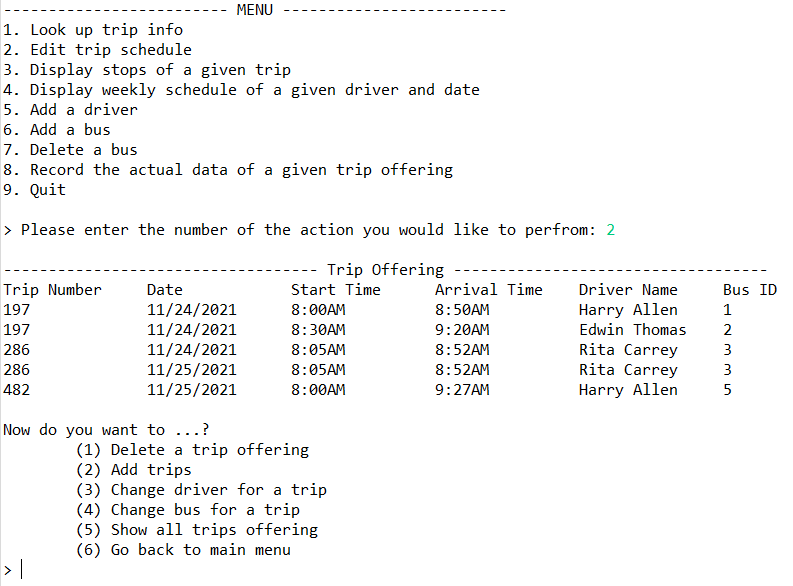 ------------------------- MENU -------------------------
1. Look up trip info
2. Edit trip schedule
3. Display stops of a given trip
4. Display weekly schedule of a given driver and date
5. Add a driver
6. Add a bus
7. Delete a bus
8. Record the actual data of a given trip offering
9. Quit
> Please enter the number of the action you would like to perfrom: 2
----------------------------------- Trip Offering -----------------------------------
Trip Number     Date            Start Time      Arrival Time    Driver Name     Bus ID
197             11/24/2021      8:00AM          8:50AM          Harry Allen     1
197             11/24/2021      8:30AM          9:20AM          Edwin Thomas    2
286             11/24/2021      8:05AM          8:52AM          Rita Carrey     3
286             11/25/2021      8:05AM          8:52AM          Rita Carrey     3
482             11/25/2021      8:00AM          9:27AM          Harry Allen     5
Now do you want to ...?
        (1) Delete a trip offering
        (2) Add trips
        (3) Change driver for a trip
        (4) Change bus for a trip
        (5) Show all trips offering
        (6) Go back to main menu
>